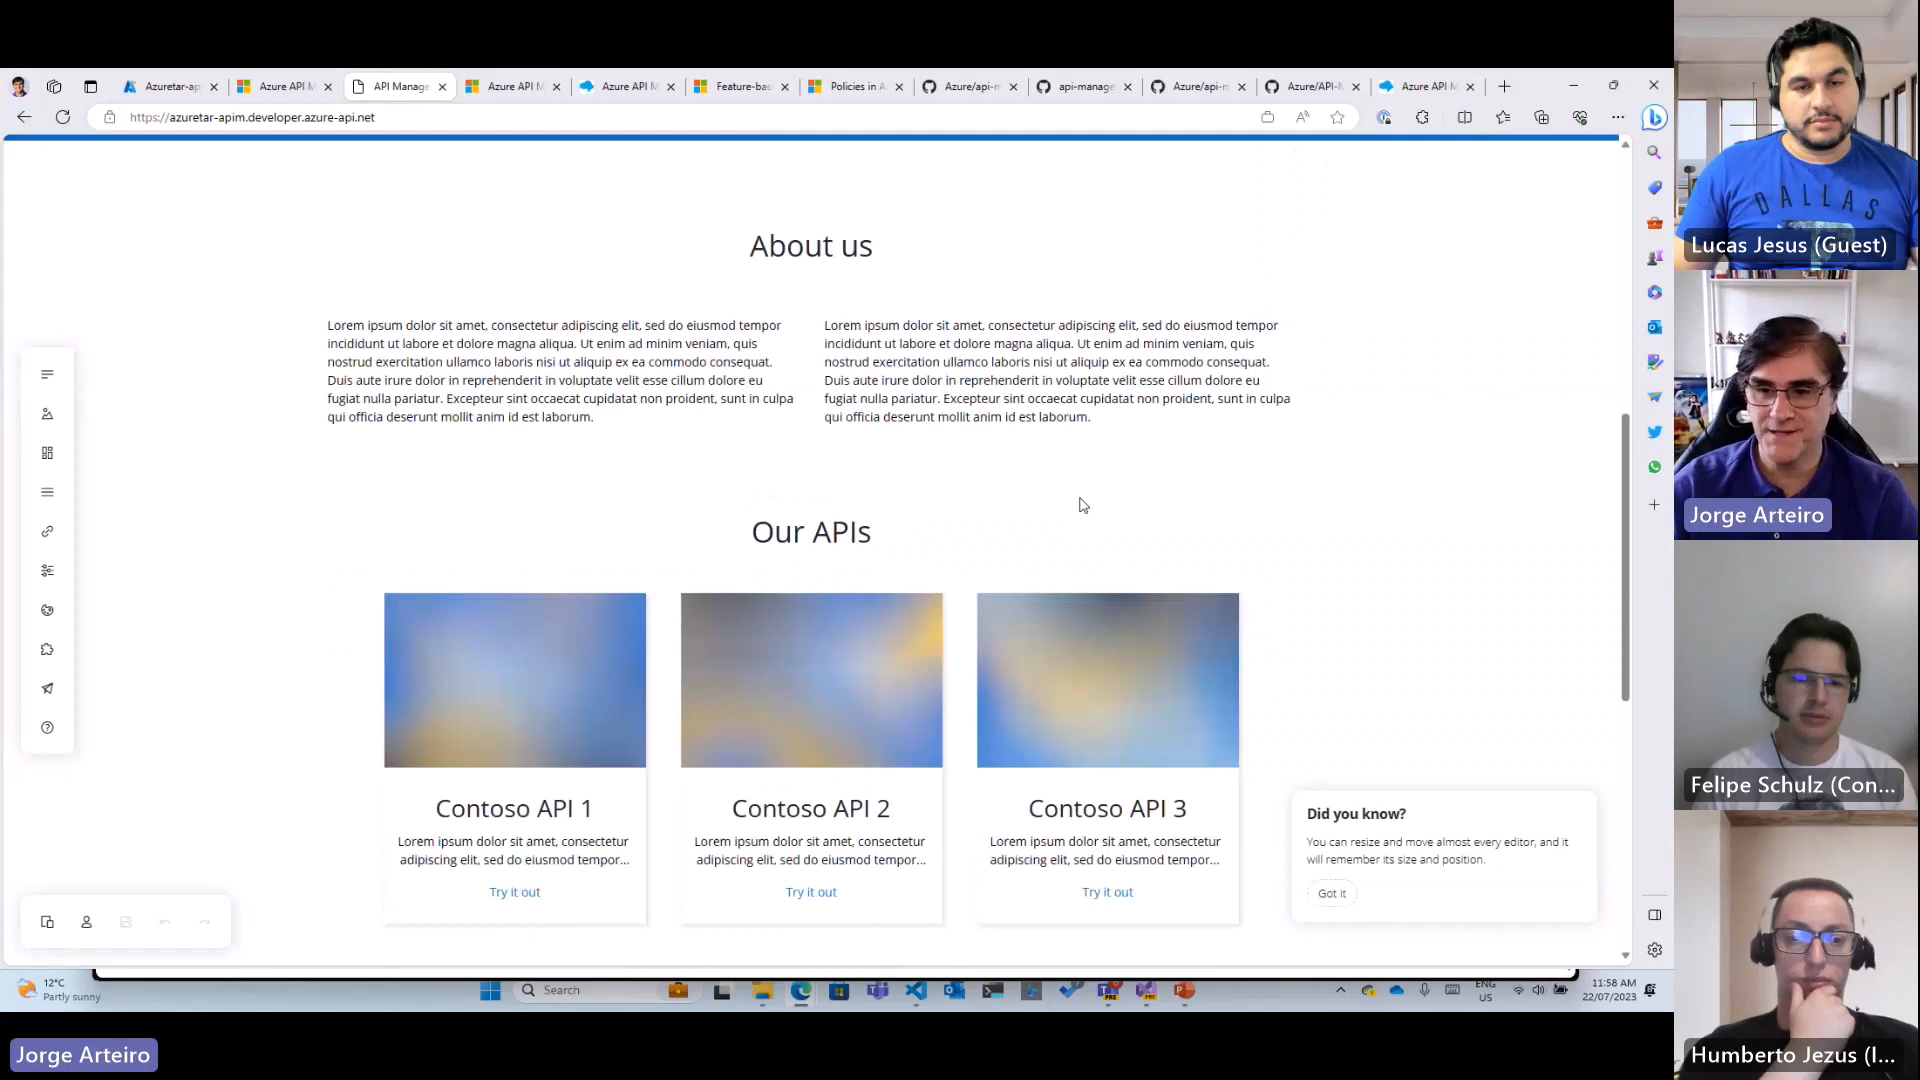 Azuretar-ap
Azure API M
API Manage
Azure API M
Azure API M
Feature-bas
Policies in A
Azure/api-m
api-manage
Azure/api-m
Azure/API-M
Azure API M
https://azuretar-apim.developer.azure-api.net
About us
Lorem ipsum dolor sit amet, consectetur adipiscing elit, sed do eiusmod tempor
incididunt ut labore et dolore magna aliqua. Ut enim ad minim veniam, quis
nostrud exercitation ullamco laboris nisi ut aliquip ex ea commodo consequat.
Duis aute irure dolor in reprehenderit in voluptate velit esse cillum dolore eu
fugiat nulla pariatur. Excepteur sint occaecat cupidatat non proident, sunt in culpa
qui officia deserunt mollit anim id est laborum.
Lorem ipsum dolor sit amet, consectetur adipiscing elit, sed do eiusmod tempor
incididunt ut labore et dolore magna aliqua. Ut enim ad minim veniam, quis
nostrud exercitation ullamco laboris nisi ut aliquip ex ea commodo consequat.
Duis aute irure dolor in reprehenderit in voluptate velit esse cillum dolore eu
fugiat nulla pariatur. Excepteur sint occaecat cupidatat non proident, sunt in culpa
qui officia deserunt mollit anim id est laborum.
Our APIs
Contoso API 1
Lorem ipsum dolor sit amet, consectetur
adipiscing elit, sed do eiusmod tempor...
Try it out
Contoso API 2
Lorem ipsum dolor sit amet, consectetur
adipiscing elit, sed do eiusmod tempor...
Try it out
Contoso API 3
Lorem ipsum dolor sit amet, consectetur
adipiscing elit, sed do eiusmod tempor...
Try it out
Did you know?
You can resize and move almost every editor, and it
will remember its size and position.
Got it
12°C
Partly sunny
Search
ENG
US
11:58 AM
22/07/2023
Jorge Arteiro
DALLAS
Lucas Jesus (Guest)
Jorge Arteiro
Felipe Schulz (Con...
Humberto Jezus (I...